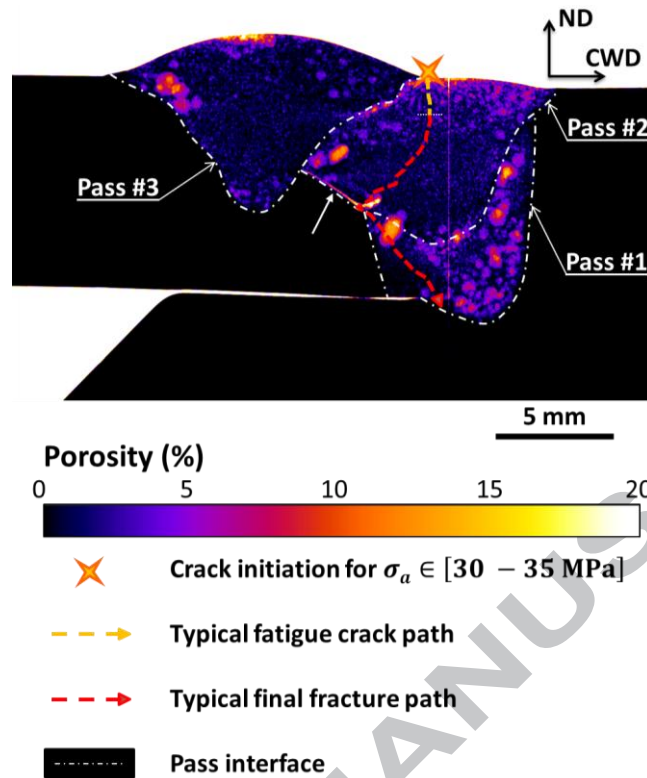 ND
CWD
Pass #2
Pass #3
Pass #1
5 mm
Porosity (%)
0 5 10 15 20
Crack initiation for σₐ ∈ [30 − 35 MPa]
Typical fatigue crack path
Typical final fracture path
Pass interface
MANUS